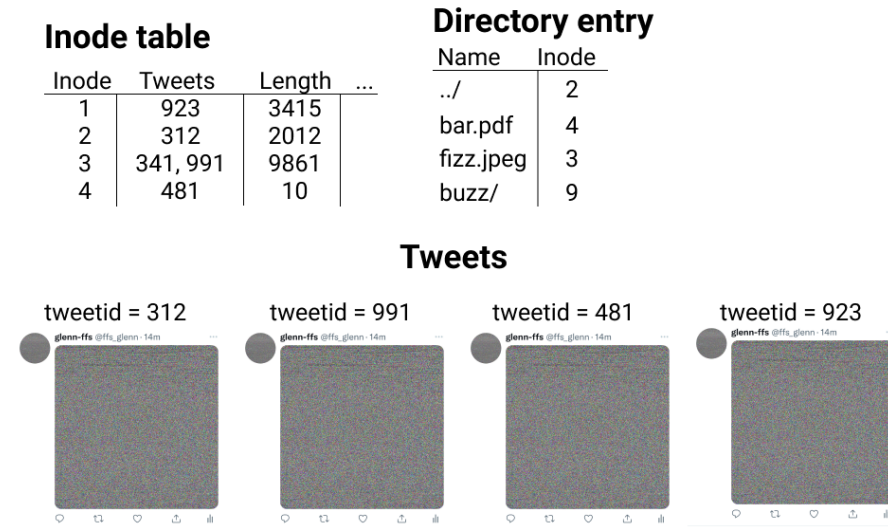 Inode table
Inode Tweets Length ...
1 923 3415
2 312 2012
3 341, 991 9861
4 481 10
Directory entry
Name Inode
../ 2
bar.pdf 4
fizz.jpeg 3
buzz/ 9
Tweets
tweetid = 312
glenn-ffs @ffs_glenn · 14m ...
tweetid = 991
glenn-ffs @ffs_glenn · 14m ...
tweetid = 481
glenn-ffs @ffs_glenn · 14m ...
tweetid = 923
glenn-ffs @ffs_glenn · 14m